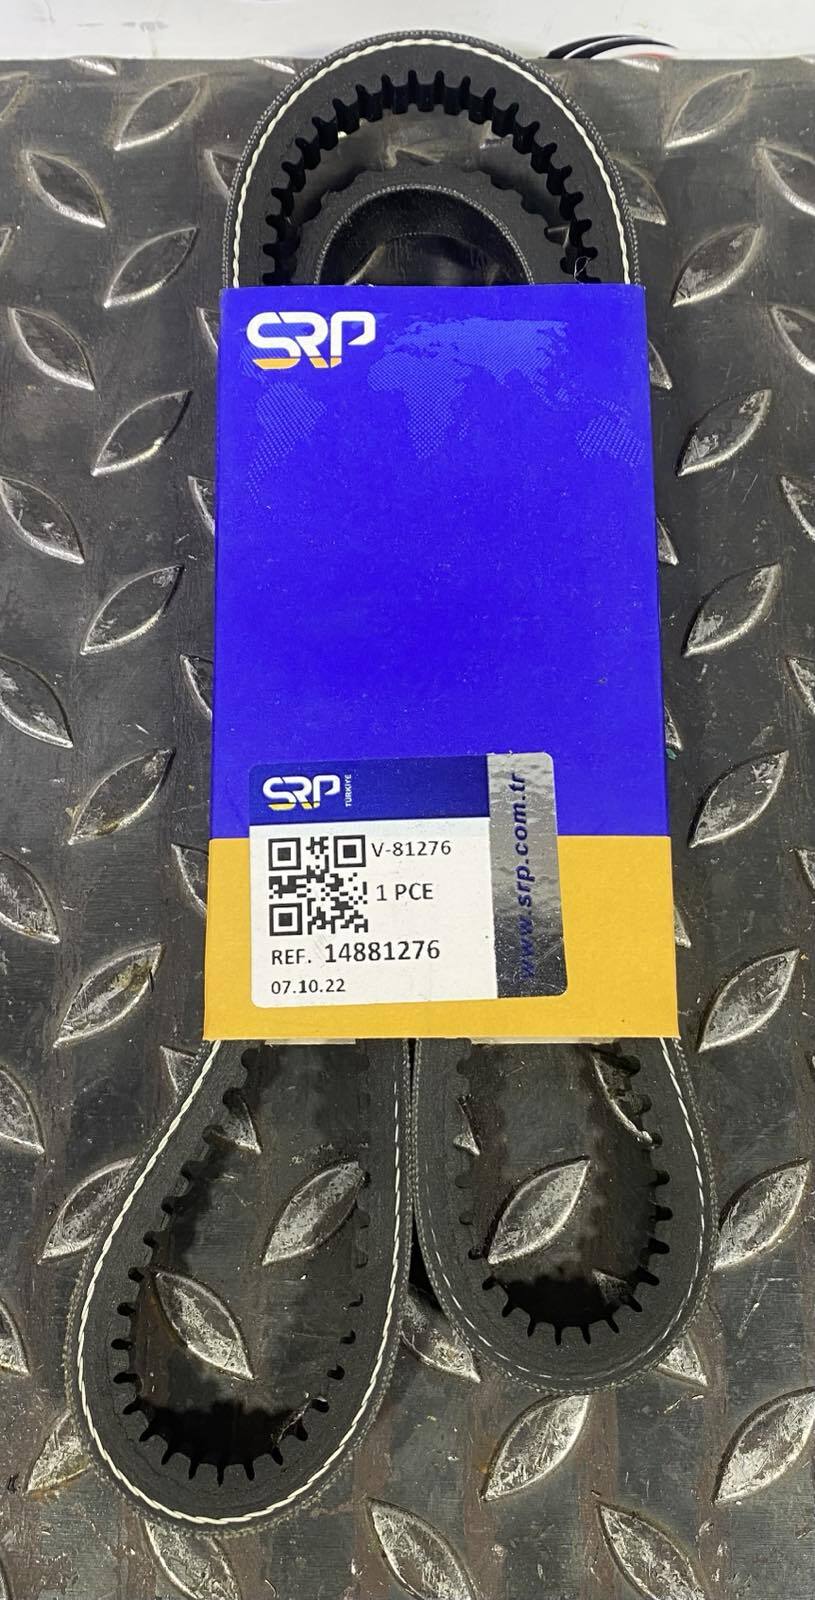 SRP
SRP TÜRKİYE
V-81276
1 PCE
REF. 14881276
07.10.22
www.srp.com.tr